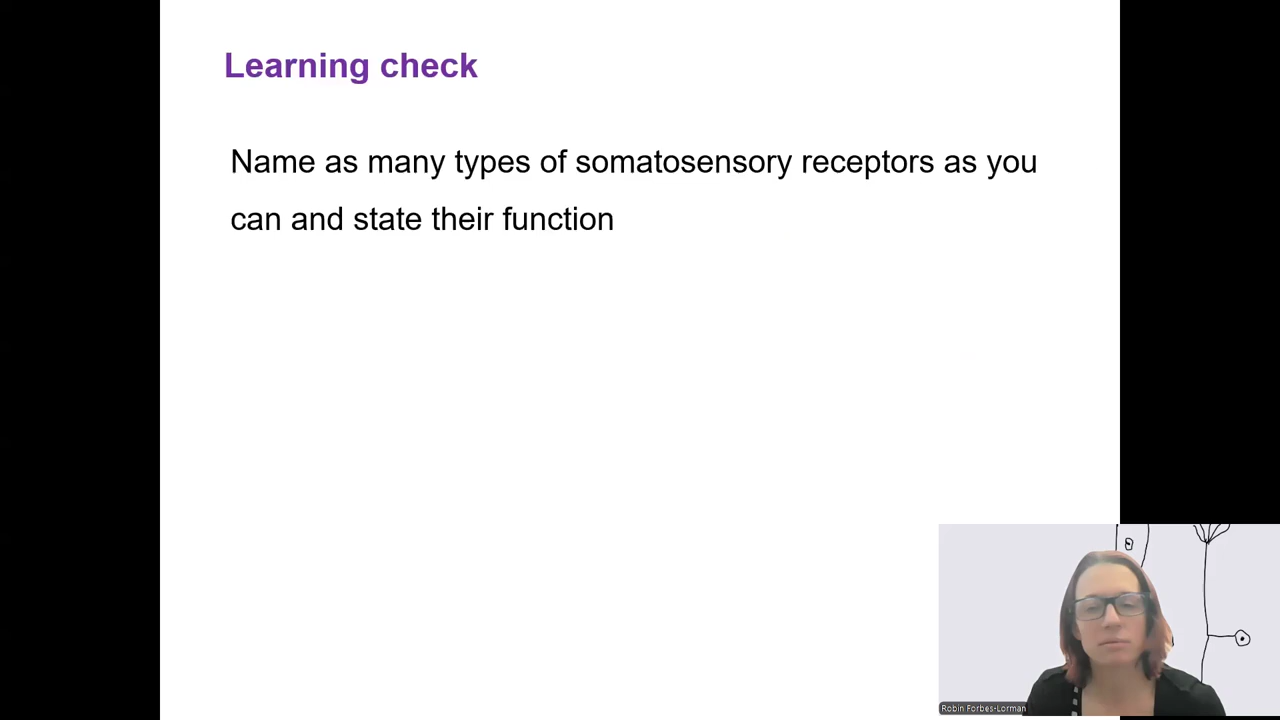 Learning check
Name as many types of somatosensory receptors as you
can and state their function
Robin Forbes-Lorman